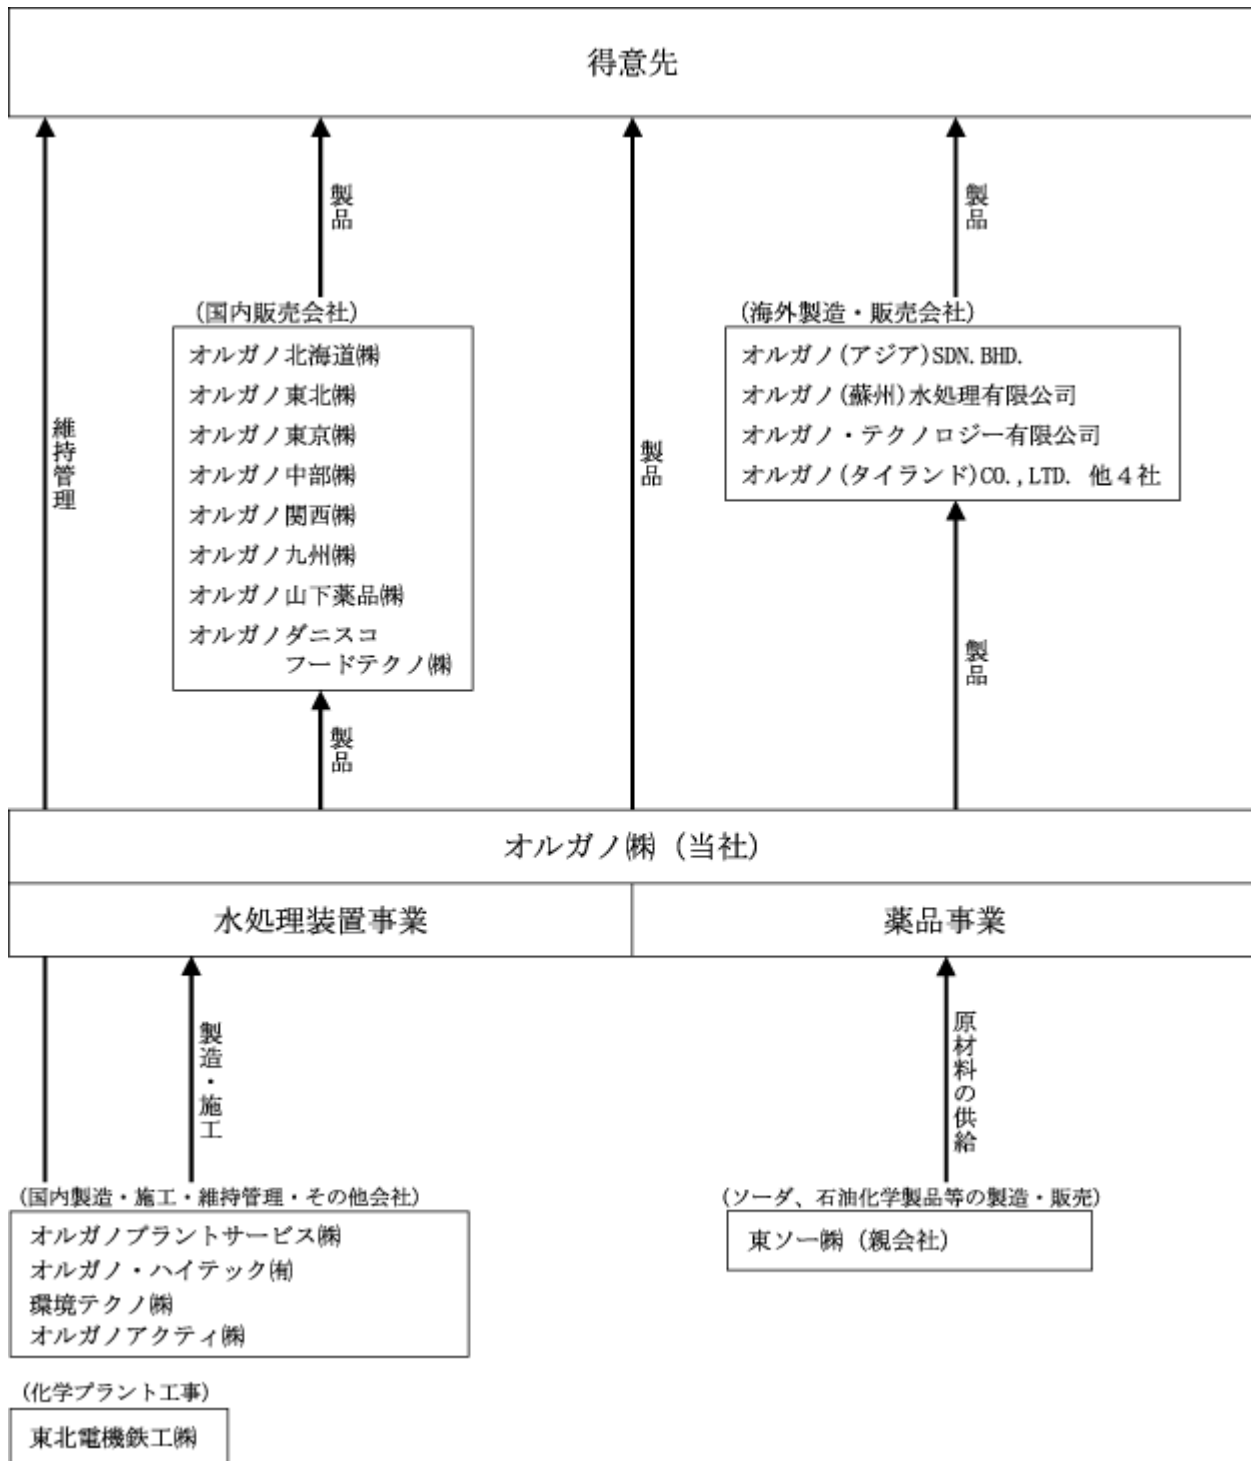 得意先
製品
製品
(国内販売会社)
オルガノ北海道㈱
オルガノ東北㈱
オルガノ東京㈱
オルガノ中部㈱
オルガノ関西㈱
オルガノ九州㈱
オルガノ山下薬品㈱
オルガノダニスコ
フードテクノ㈱
(海外製造・販売会社)
オルガノ(アジア)SDN.BHD.
オルガノ(蘇州)水処理有限公司
オルガノ・テクノロジー有限公司
オルガノ(タイランド)CO.,LTD. 他４社
維持管理
製品
製品
製品
オルガノ㈱（当社）
水処理装置事業
薬品事業
製造・施工
原材料の供給
(国内製造・施工・維持管理・その他会社)
オルガノプラントサービス㈱
オルガノ・ハイテック㈲
環境テクノ㈱
オルガノアクティ㈱
(ソーダ、石油化学製品等の製造・販売)
東ソー㈱（親会社）
(化学プラント工事)
東北電機鉄工㈱